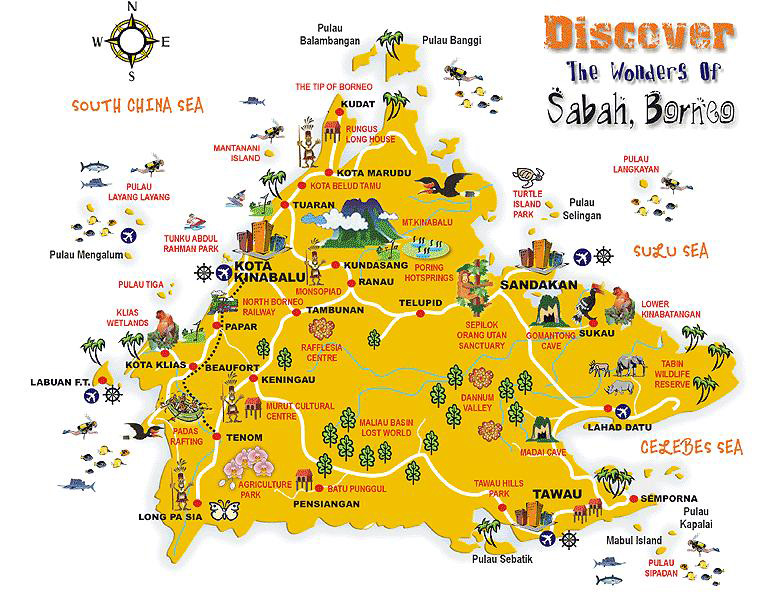 N
W E
S
Discover
The Wonders Of
Sabah, Borneo
Pulau
Balambangan
Pulau Banggi
SOUTH CHINA SEA
THE TIP OF BORNEO
KUDAT
RUNGUS
LONG HOUSE
MANTANANI
ISLAND
KOTA MARUDU
KOTA BELUD TAMU
PULAU
LAYANG LAYANG
TUARAN
MT.KINABALU
TURTLE
ISLAND
PARK
Pulau
Selingan
PULAU
LANGKAYAN
TUNKU ABDUL
RAHMAN PARK
Pulau Mengalum
SULU SEA
KOTA
KINABALU
KUNDASANG
RANAU
PORING
HOTSPRINGS
MONSOPIAD
PULAU TIGA
SANDAKAN
NORTH BORNEO
RAILWAY
TAMBUNAN
TELUPID
LOWER
KINABATANGAN
KLIAS
WETLANDS
PAPAR
RAFFLESIA
CENTRE
SEPILOK
ORANG UTAN
SANCTUARY
GOMANTONG
CAVE
SUKAU
KOTA KLIAS
BEAUFORT
KENINGAU
TABIN
WILDLIFE
RESERVE
LABUAN F.T.
DANNUM
VALLEY
MURUT CULTURAL
CENTRE
MALIAU BASIN
LOST WORLD
LAHAD DATU
PADAS
RAFTING
TENOM
MADAI CAVE
CELEBES SEA
AGRICULTURE
PARK
BATU PUNGGUL
PENSIANGAN
TAWAU HILLS
PARK
TAWAU
SEMPORNA
LONG PA SIA
Pulau
Kapalai
Mabul Island
Pulau Sebatik
PULAU
SIPADAN